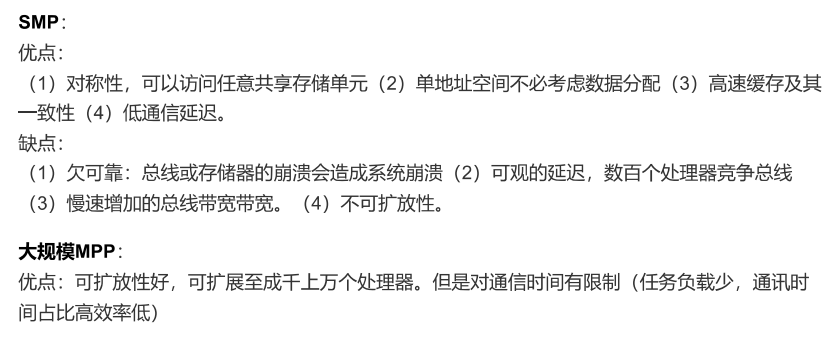 SMP：
优点：
（1）对称性，可以访问任意共享存储单元（2）单地址空间不必考虑数据分配（3）高速缓存及其
一致性（4）低通信延迟。
缺点：
（1）欠可靠：总线或存储器的崩溃会造成系统崩溃（2）可观的延迟，数百个处理器竞争总线
（3）慢速增加的总线带宽带宽。（4）不可扩放性。
大规模MPP：
优点：可扩放性好，可扩展至成千上万个处理器。但是对通信时间有限制（任务负载少，通讯时
间占比高效率低）